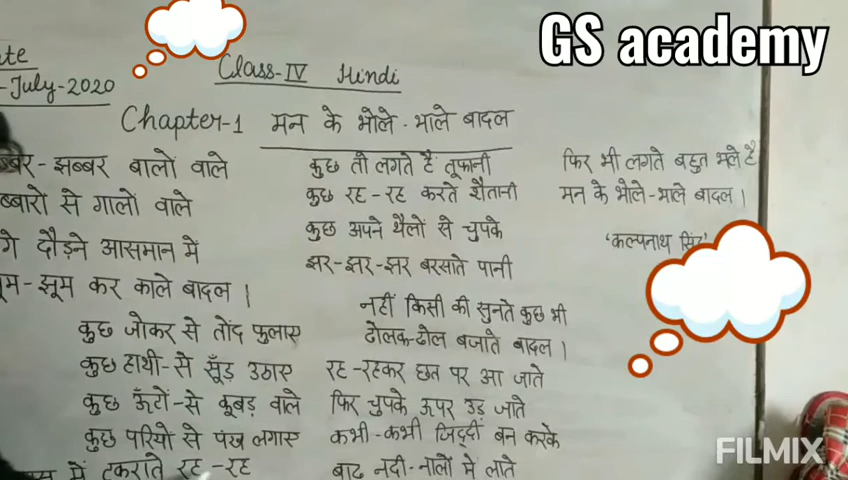 GS academy
July-2020
Class-IV Hindi
Chapter-1 मन के भोले-भाले बादल
झब्बर बालों वाले
से गालों वाले
दौड़ने आसमान में
झूम कर काले बादल।
कुछ जोकर से तोंद फुलाए
कुछ हाथी-से सूँड़ उठाए
कुछ ऊँटों-से कूबड़ वाले
कुछ परियों से पंख लगाए
में टकराते रह-रह
कुछ तो लगते हैं तूफानी
कुछ रह-रह करते शैतानी
कुछ अपने थैलों से चुपके
झर-झर-झर बरसाते पानी
नहीं किसी की सुनते कुछ भी
ढोलक-ढोल बजाते बादल।
रह-रहकर छत पर आ जाते
फिर चुपके ऊपर उड़ जाते
कभी-कभी जिद्दी बन करके
बाढ़ नदी-नालों में लाते
फिर भी लगते बहुत भले है
मन के भोले-भाले बादल।
'कल्पनाथ सिंह'
FILMIX